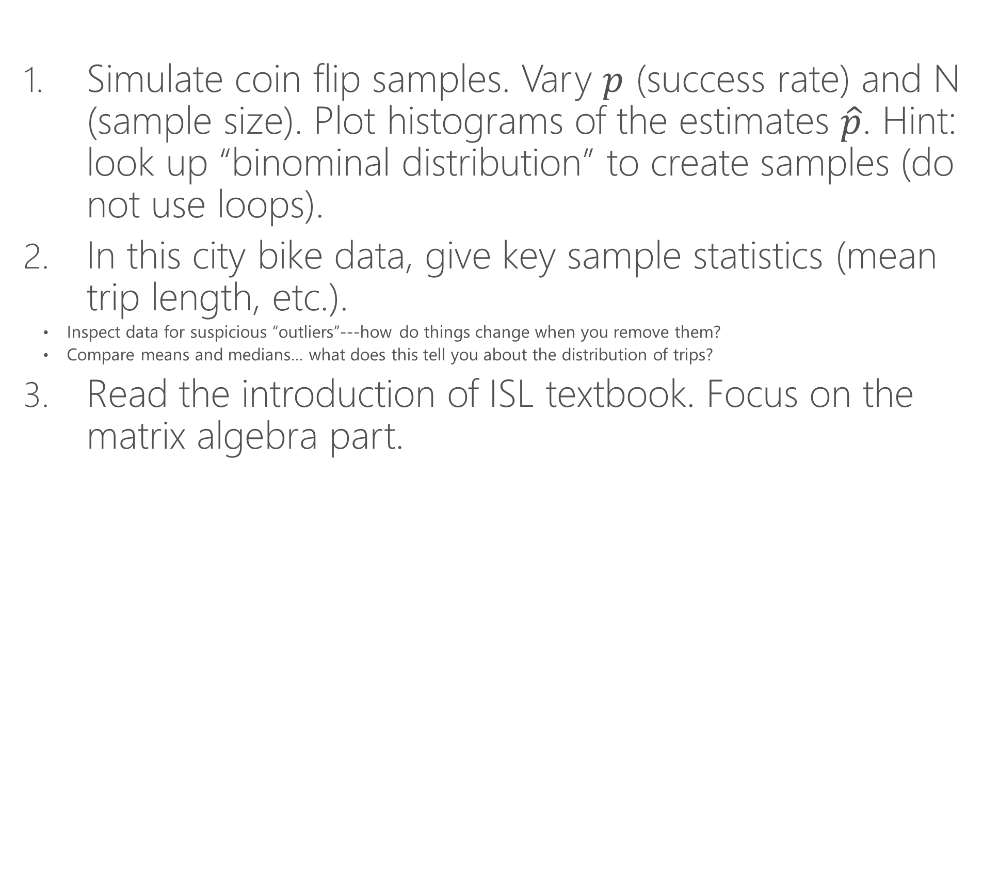 1. Simulate coin flip samples. Vary p (success rate) and N
(sample size). Plot histograms of the estimates p̂. Hint:
look up “binominal distribution” to create samples (do
not use loops).
2. In this city bike data, give key sample statistics (mean
trip length, etc.).
• Inspect data for suspicious “outliers”---how do things change when you remove them?
• Compare means and medians... what does this tell you about the distribution of trips?
3. Read the introduction of ISL textbook. Focus on the
matrix algebra part.